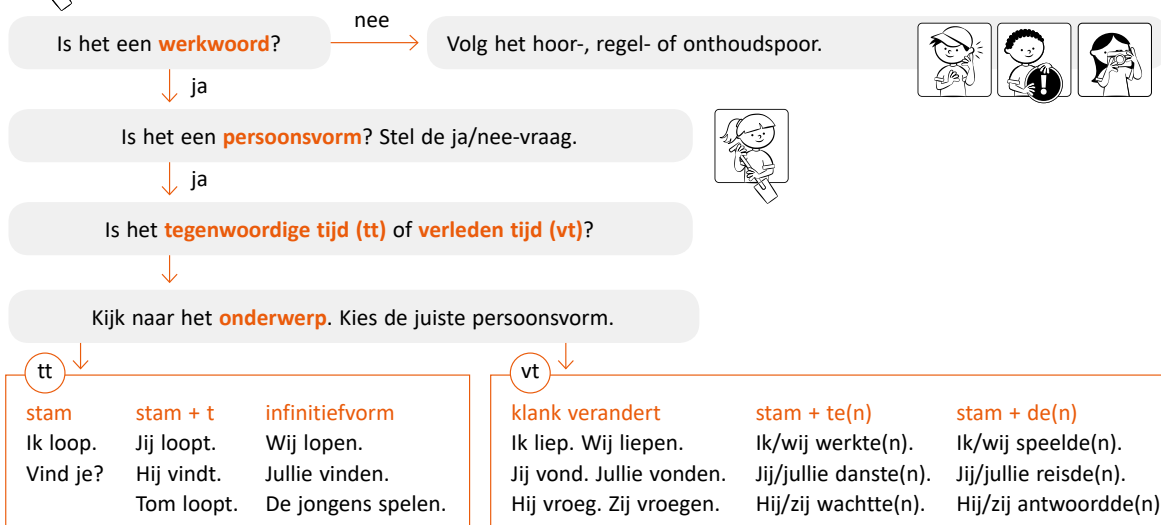 nee
Is het een werkwoord?
Volg het hoor-, regel- of onthoudspoor.
ja
Is het een persoonsvorm? Stel de ja/nee-vraag.
ja
Is het tegenwoordige tijd (tt) of verleden tijd (vt)?
Kijk naar het onderwerp. Kies de juiste persoonsvorm.
tt
stam
Ik loop.
Vind je?
stam + t
Jij loopt.
Hij vindt.
Tom loopt.
infinitiefvorm
Wij lopen.
Jullie vinden.
De jongens spelen.
vt
klank verandert
Ik liep. Wij liepen.
Jij vond. Jullie vonden.
Hij vroeg. Zij vroegen.
stam + te(n)
Ik/wij werkte(n).
Jij/jullie danste(n).
Hij/zij wachtte(n).
stam + de(n)
Ik/wij speelde(n).
Jij/jullie reisde(n).
Hij/zij antwoordde(n)